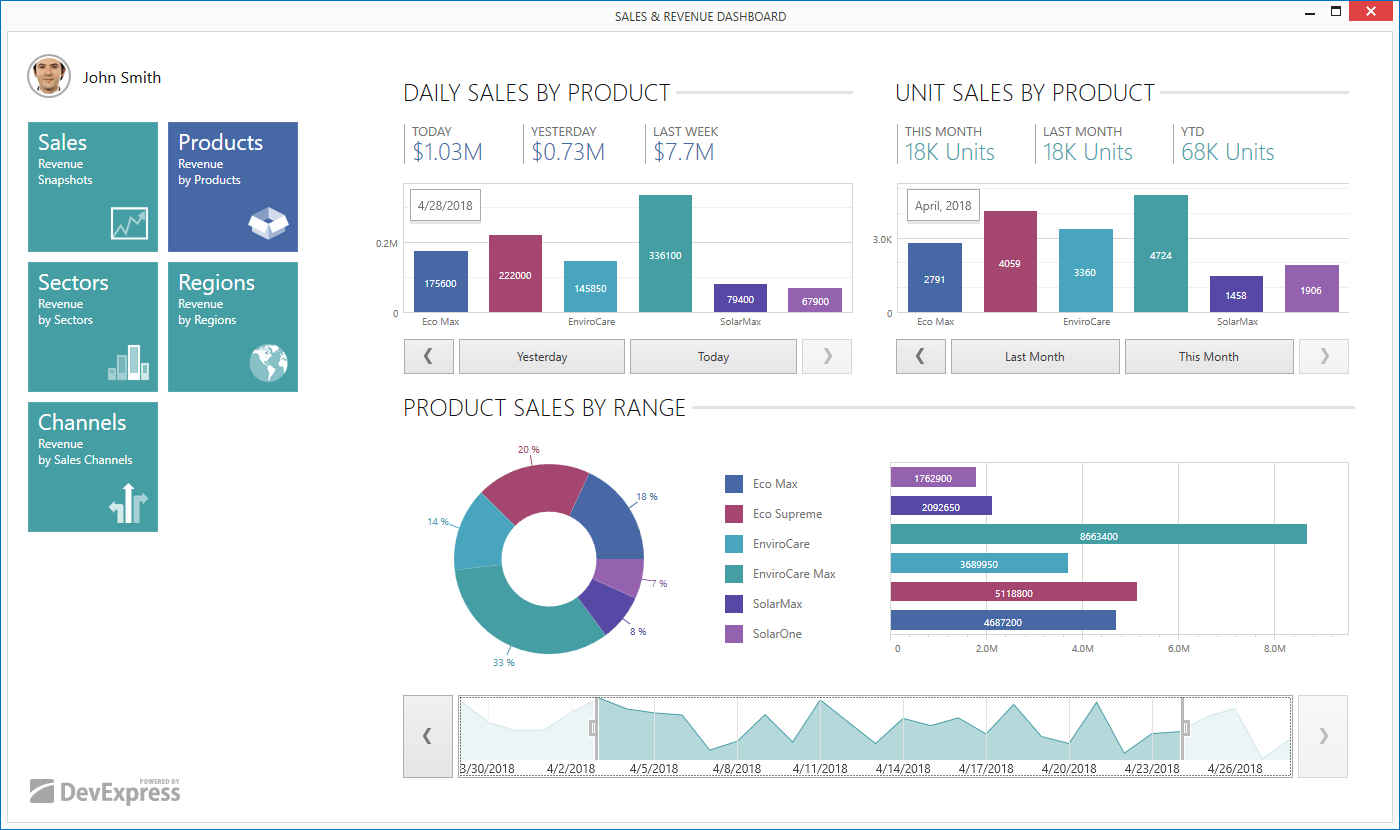 SALES & REVENUE DASHBOARD
John Smith
Sales
Revenue
Snapshots
Products
Revenue
by Products
Sectors
Revenue
by Sectors
Regions
Revenue
by Regions
Channels
Revenue
by Sales Channels
DAILY SALES BY PRODUCT
TODAY
$1.03M
YESTERDAY
$0.73M
LAST WEEK
$7.7M
4/28/2018
0.2M
0
175600
222000
145850
336100
79400
67900
Eco Max
EnviroCare
SolarMax
Yesterday
Today
UNIT SALES BY PRODUCT
THIS MONTH
18K Units
LAST MONTH
18K Units
YTD
68K Units
April, 2018
3.0K
0
2791
4059
3360
4724
1458
1906
Eco Max
EnviroCare
SolarMax
Last Month
This Month
PRODUCT SALES BY RANGE
20 %
18 %
14 %
7 %
8 %
33 %
Eco Max
Eco Supreme
EnviroCare
EnviroCare Max
SolarMax
SolarOne
1762900
2092650
8663400
3689950
5118800
4687200
0 2.0M 4.0M 6.0M 8.0M
3/30/2018 4/2/2018 4/5/2018 4/8/2018 4/11/2018 4/14/2018 4/17/2018 4/20/2018 4/23/2018 4/26/2018
POWERED BY
DevExpress